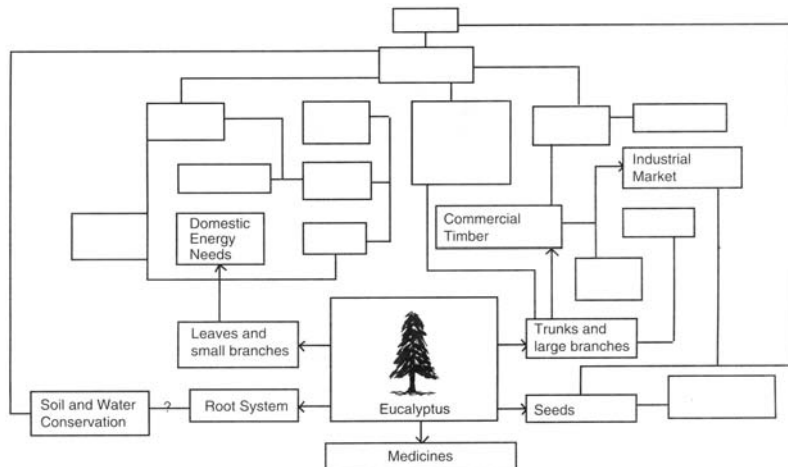 Industrial
Market
Domestic
Energy
Needs
Commercial
Timber
Leaves and
small branches
Trunks and
large branches
Eucalyptus
Soil and Water
Conservation
?
Root System
Seeds
Medicines